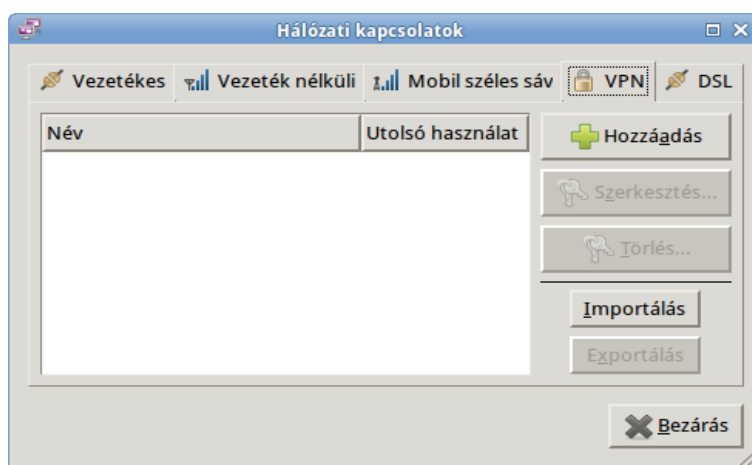 Hálózati kapcsolatok
Vezetékes Vezeték nélküli Mobil széles sáv VPN DSL
Név Utolsó használat
Hozzáadás
Szerkesztés...
Törlés...
Importálás
Exportálás
Bezárás